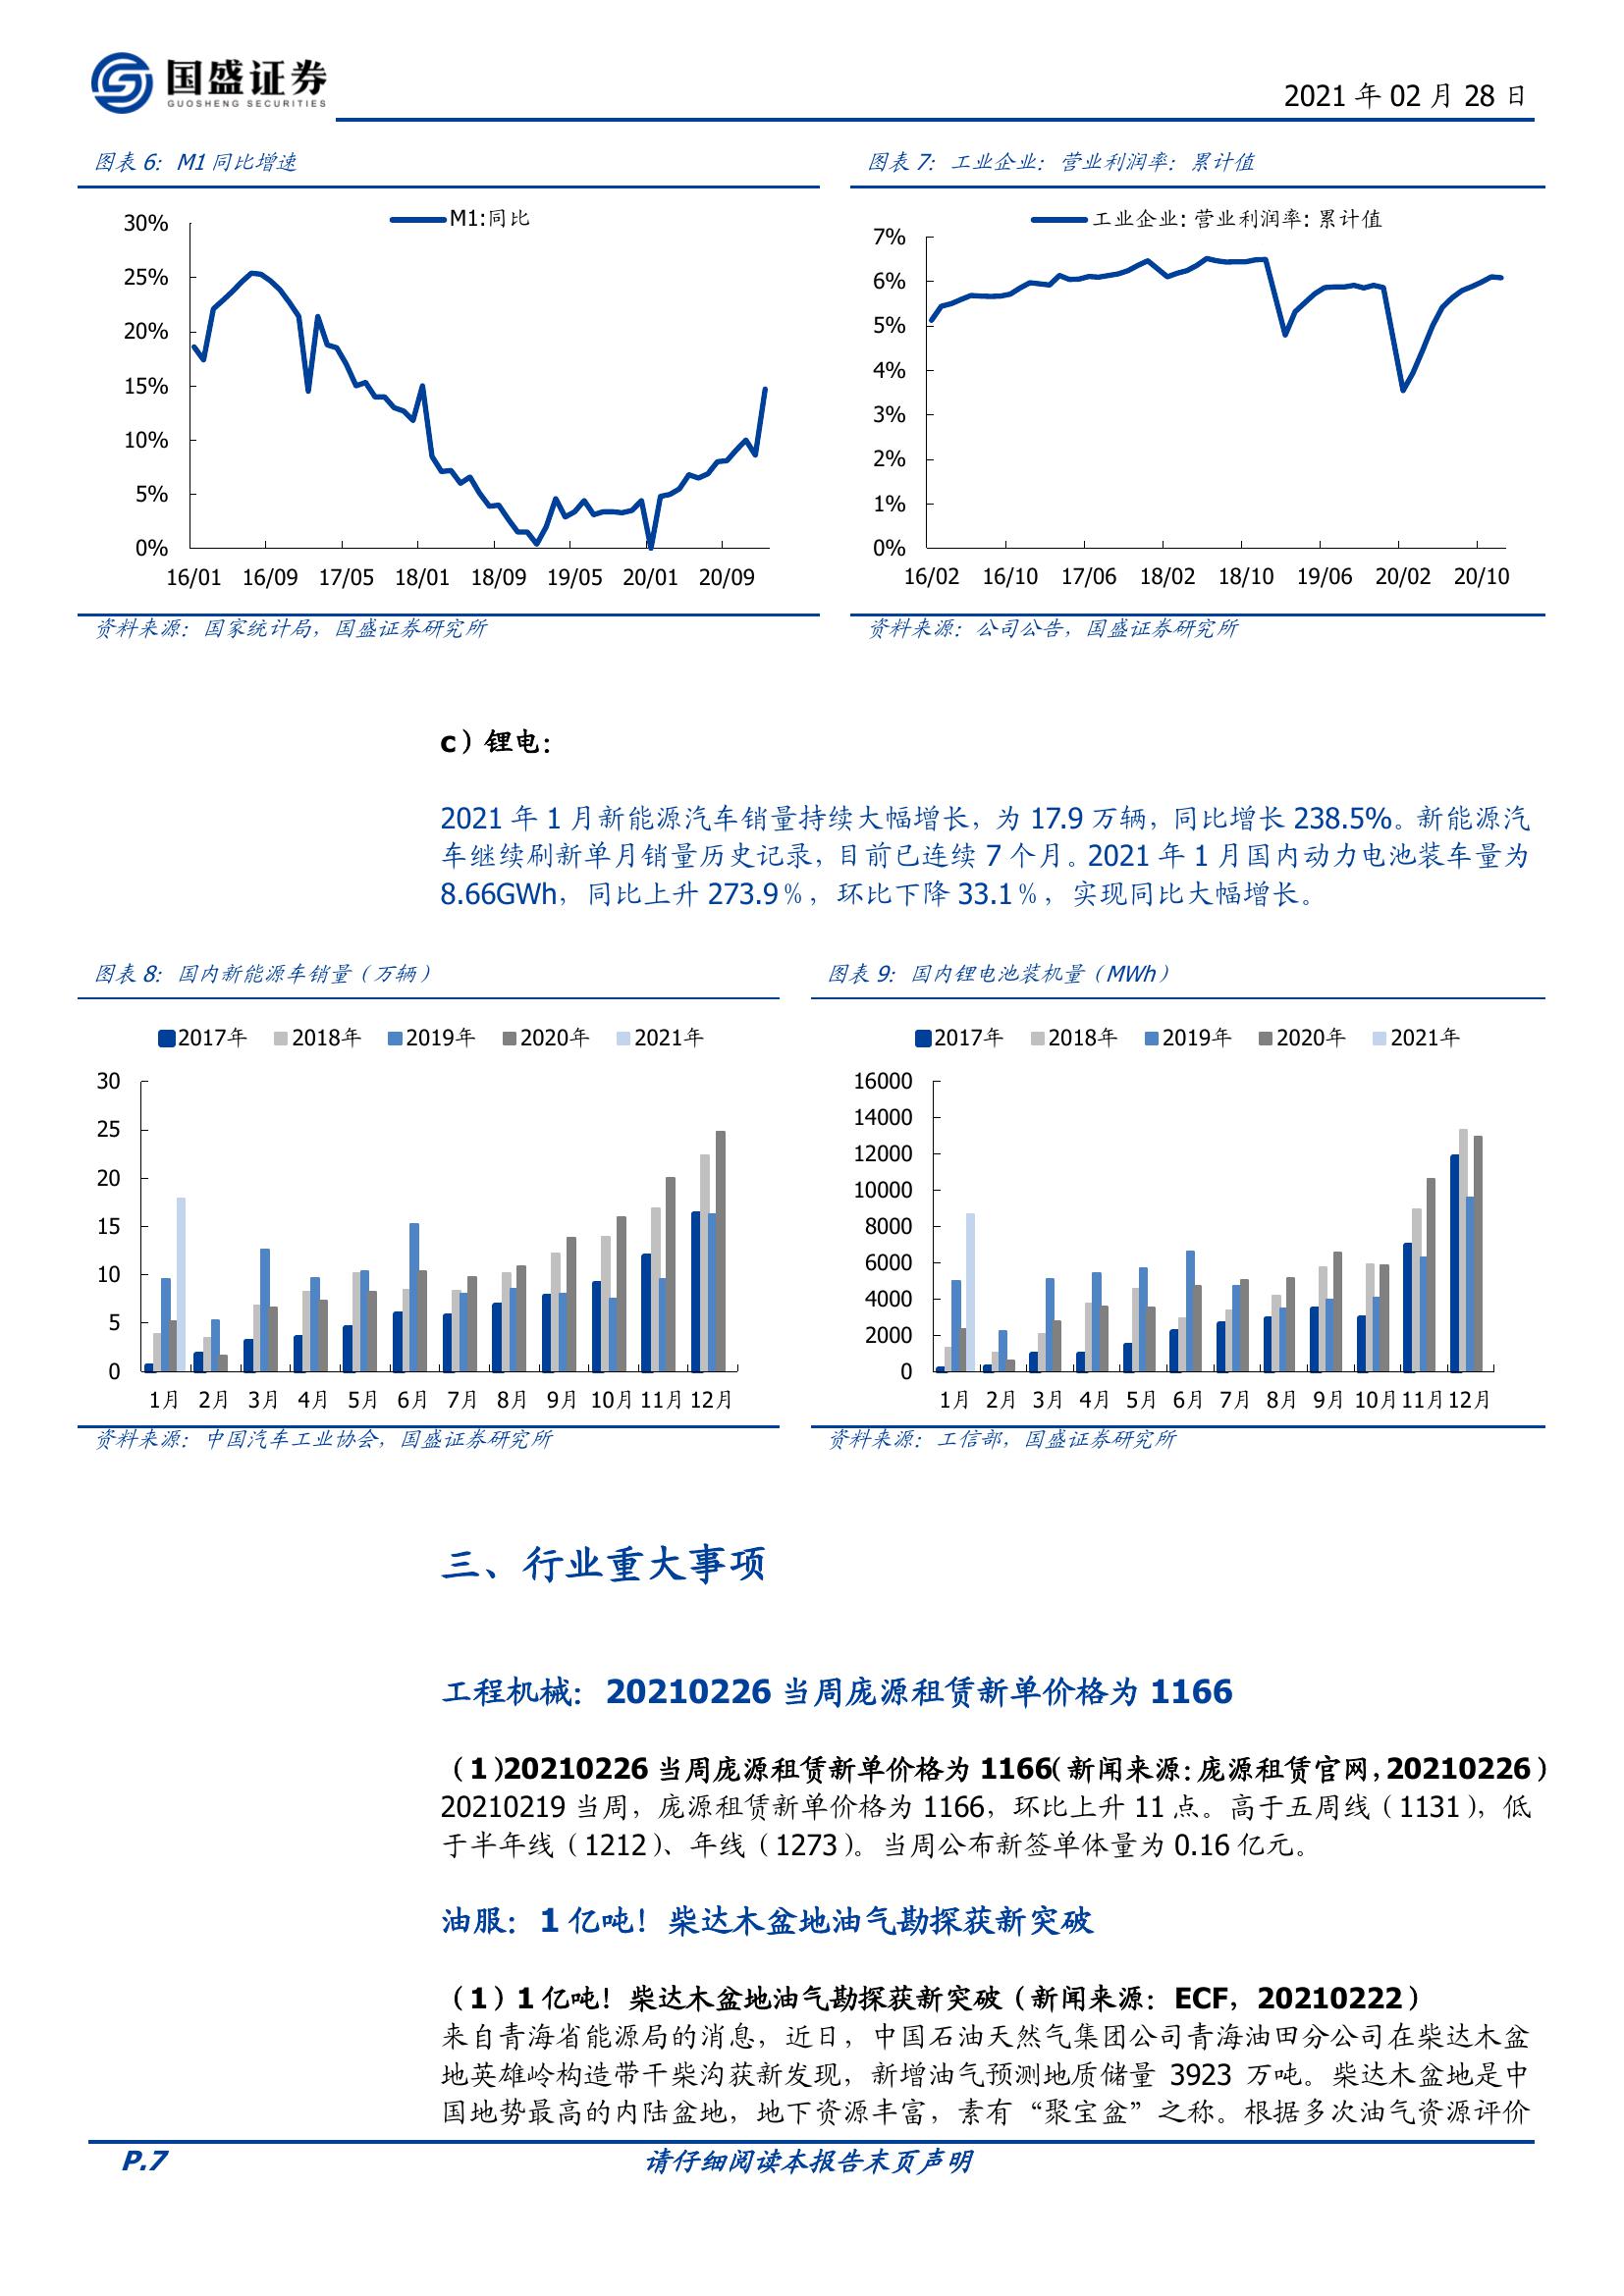 国盛证券
GUOSHENG SECURITIES
2021 年 02 月 28 日
图表 6: M1 同比增速
M1:同比
30%
25%
20%
15%
10%
5%
0%
16/01 16/09 17/05 18/01 18/09 19/05 20/01 20/09
资料来源：国家统计局，国盛证券研究所
图表 7: 工业企业：营业利润率：累计值
工业企业: 营业利润率: 累计值
7%
6%
5%
4%
3%
2%
1%
0%
16/02 16/10 17/06 18/02 18/10 19/06 20/02 20/10
资料来源：公司公告，国盛证券研究所
c）锂电：
2021 年 1 月新能源汽车销量持续大幅增长，为 17.9 万辆，同比增长 238.5%。新能源汽
车继续刷新单月销量历史记录，目前已连续 7 个月。2021 年 1 月国内动力电池装车量为
8.66GWh，同比上升 273.9％，环比下降 33.1％，实现同比大幅增长。
图表 8: 国内新能源车销量（万辆）
2017年 2018年 2019年 2020年 2021年
30
25
20
15
10
5
0
1月 2月 3月 4月 5月 6月 7月 8月 9月 10月 11月 12月
资料来源：中国汽车工业协会，国盛证券研究所
图表 9: 国内锂电池装机量（MWh）
2017年 2018年 2019年 2020年 2021年
16000
14000
12000
10000
8000
6000
4000
2000
0
1月 2月 3月 4月 5月 6月 7月 8月 9月 10月 11月 12月
资料来源：工信部，国盛证券研究所
三、行业重大事项
工程机械：20210226 当周庞源租赁新单价格为 1166
（1）20210226 当周庞源租赁新单价格为 1166（新闻来源：庞源租赁官网，20210226）
20210219 当周，庞源租赁新单价格为 1166，环比上升 11 点。高于五周线（1131），低
于半年线（1212）、年线（1273）。当周公布新签单体量为 0.16 亿元。
油服：1 亿吨！柴达木盆地油气勘探获新突破
（1）1 亿吨！柴达木盆地油气勘探获新突破（新闻来源：ECF，20210222）
来自青海省能源局的消息，近日，中国石油天然气集团公司青海油田分公司在柴达木盆
地英雄岭构造带干柴沟获新发现，新增油气预测地质储量 3923 万吨。柴达木盆地是中
国地势最高的内陆盆地，地下资源丰富，素有“聚宝盆”之称。根据多次油气资源评价
P.7
请仔细阅读本报告末页声明